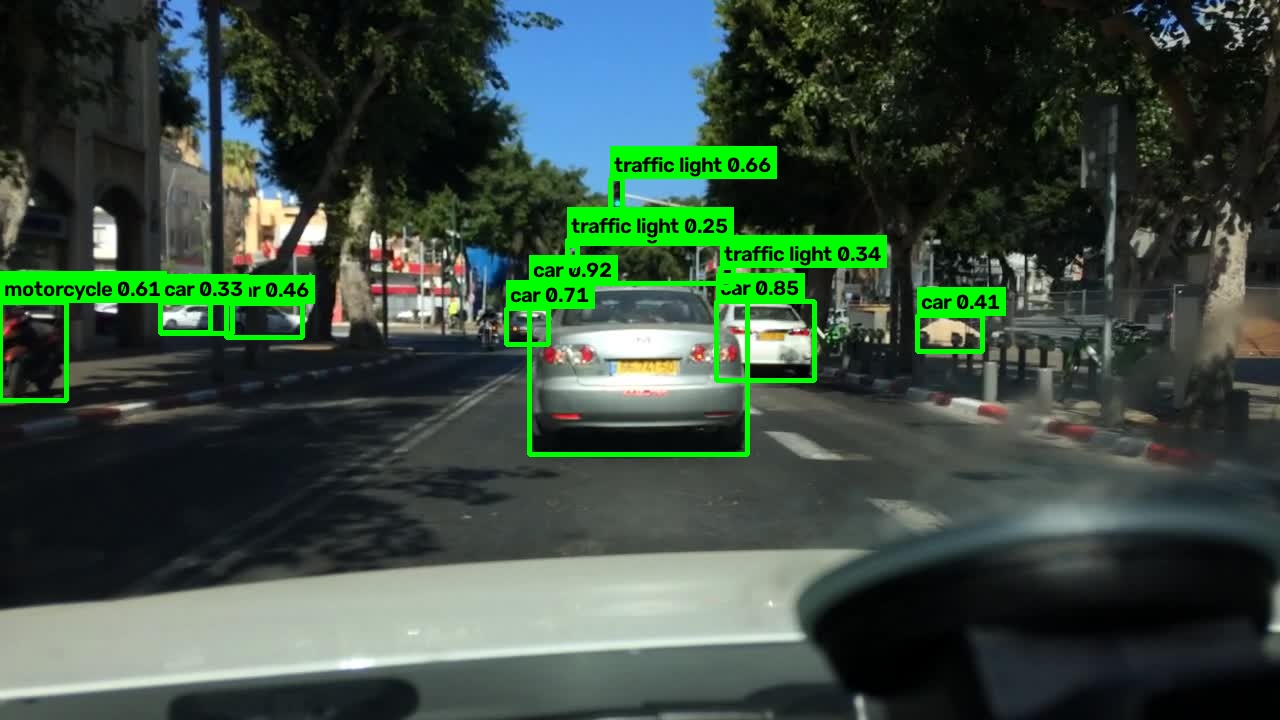 traffic light 0.66
traffic light 0.25
traffic light 0.34
car 0.92
car 0.85
motorcycle 0.61
car 0.33
ar 0.46
car 0.71
car 0.41